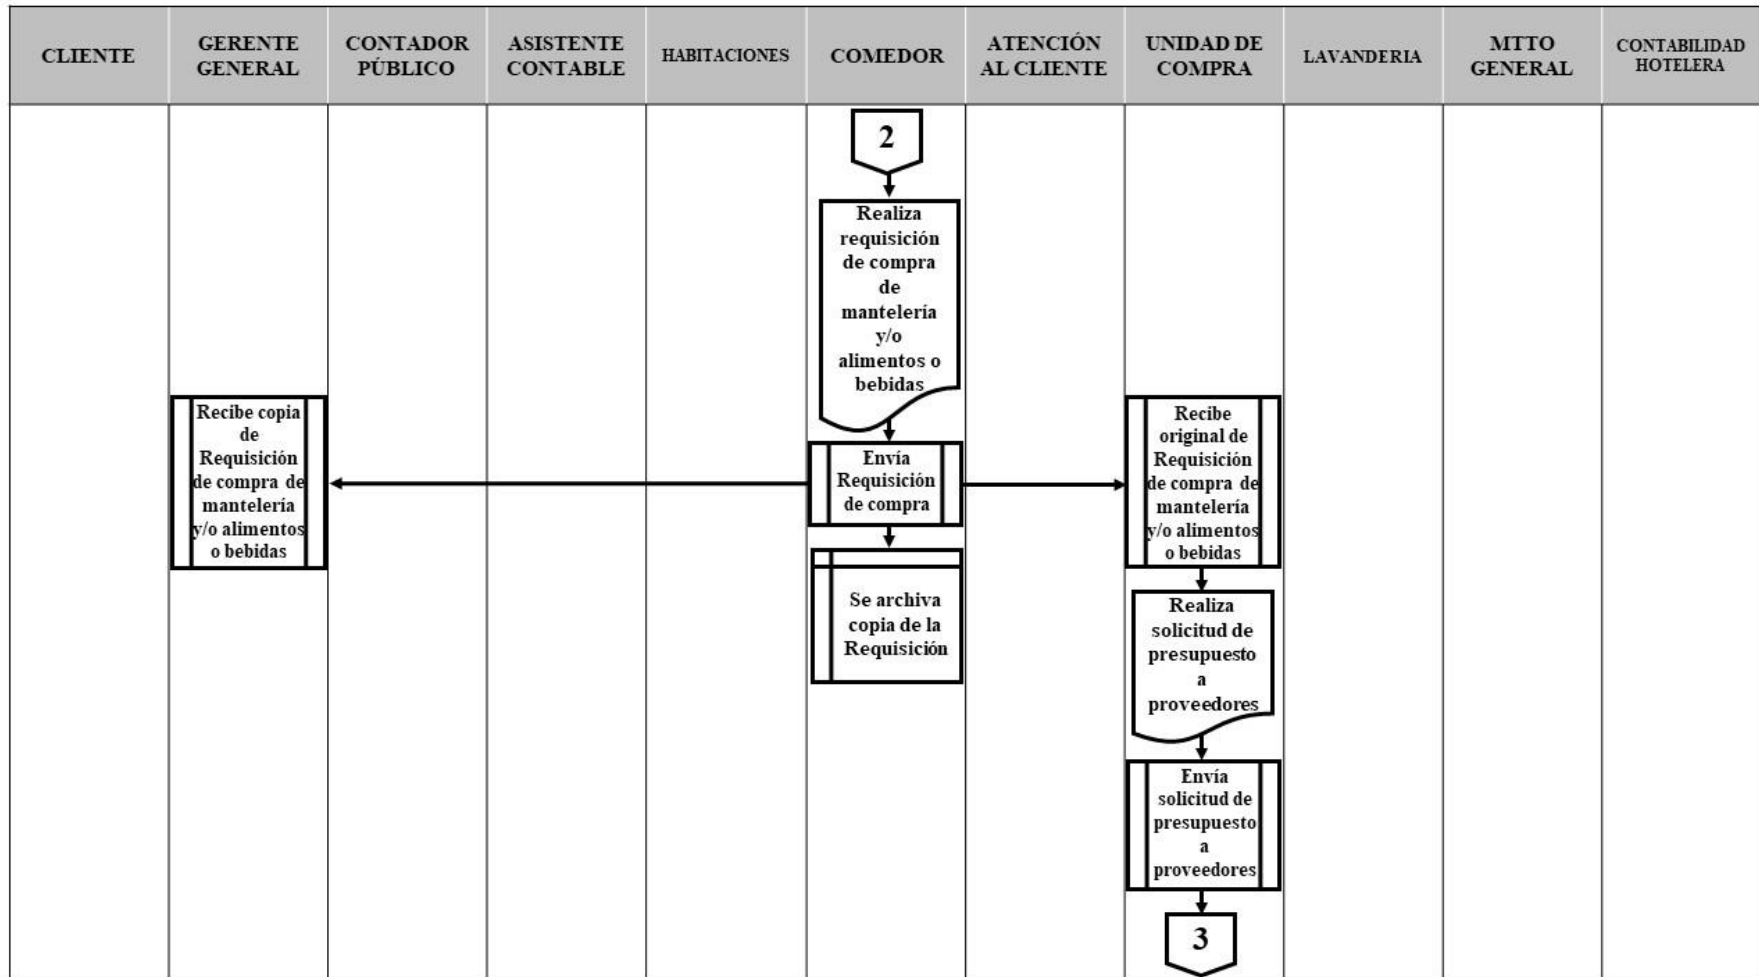 CLIENTE
GERENTE
GENERAL
CONTADOR
PÚBLICO
ASISTENTE
CONTABLE
HABITACIONES
COMEDOR
ATENCIÓN
AL CLIENTE
UNIDAD DE
COMPRA
LAVANDERIA
MTTO
GENERAL
CONTABILIDAD
HOTELERA
2
Realiza
requisición
de compra
de
mantelería
y/o
alimentos o
bebidas
Recibe copia
de
Requisición
de compra de
mantelería
y/o alimentos
o bebidas
Envía
Requisición
de compra
Recibe
original de
Requisición
de compra de
mantelería
y/o alimentos
o bebidas
Se archiva
copia de la
Requisición
Realiza
solicitud de
presupuesto
a
proveedores
Envía
solicitud de
presupuesto
a
proveedores
3